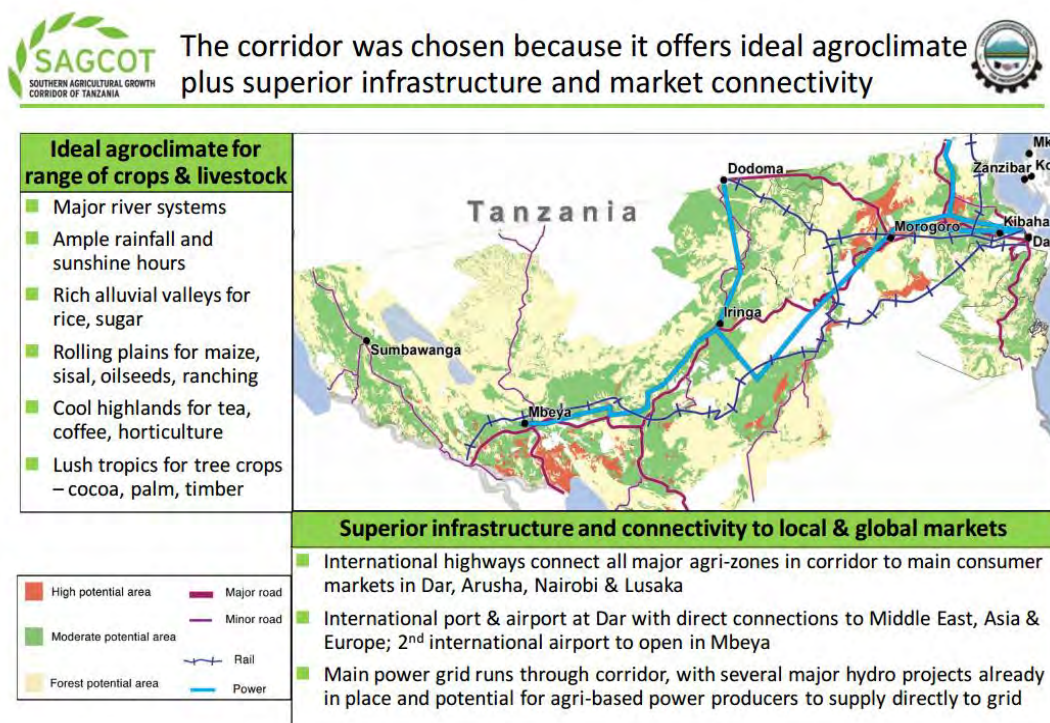 SAGCOT
SOUTHERN AGRICULTURAL GROWTH
CORRIDOR OF TANZANIA
The corridor was chosen because it offers ideal agroclimate
plus superior infrastructure and market connectivity
Ideal agroclimate for
range of crops & livestock
Major river systems
Ample rainfall and
sunshine hours
Rich alluvial valleys for
rice, sugar
Rolling plains for maize,
sisal, oilseeds, ranching
Cool highlands for tea,
coffee, horticulture
Lush tropics for tree crops
– cocoa, palm, timber
Tanzania
Mk
Zanzibar
Ko
Dodoma
Kibaha
Morogoro
Da
Iringa
Sumbawanga
Mbeya
Superior infrastructure and connectivity to local & global markets
International highways connect all major agri-zones in corridor to main consumer
markets in Dar, Arusha, Nairobi & Lusaka
International port & airport at Dar with direct connections to Middle East, Asia &
Europe; 2nd international airport to open in Mbeya
Main power grid runs through corridor, with several major hydro projects already
in place and potential for agri-based power producers to supply directly to grid
High potential area
Moderate potential area
Forest potential area
Major road
Minor road
Rail
Power